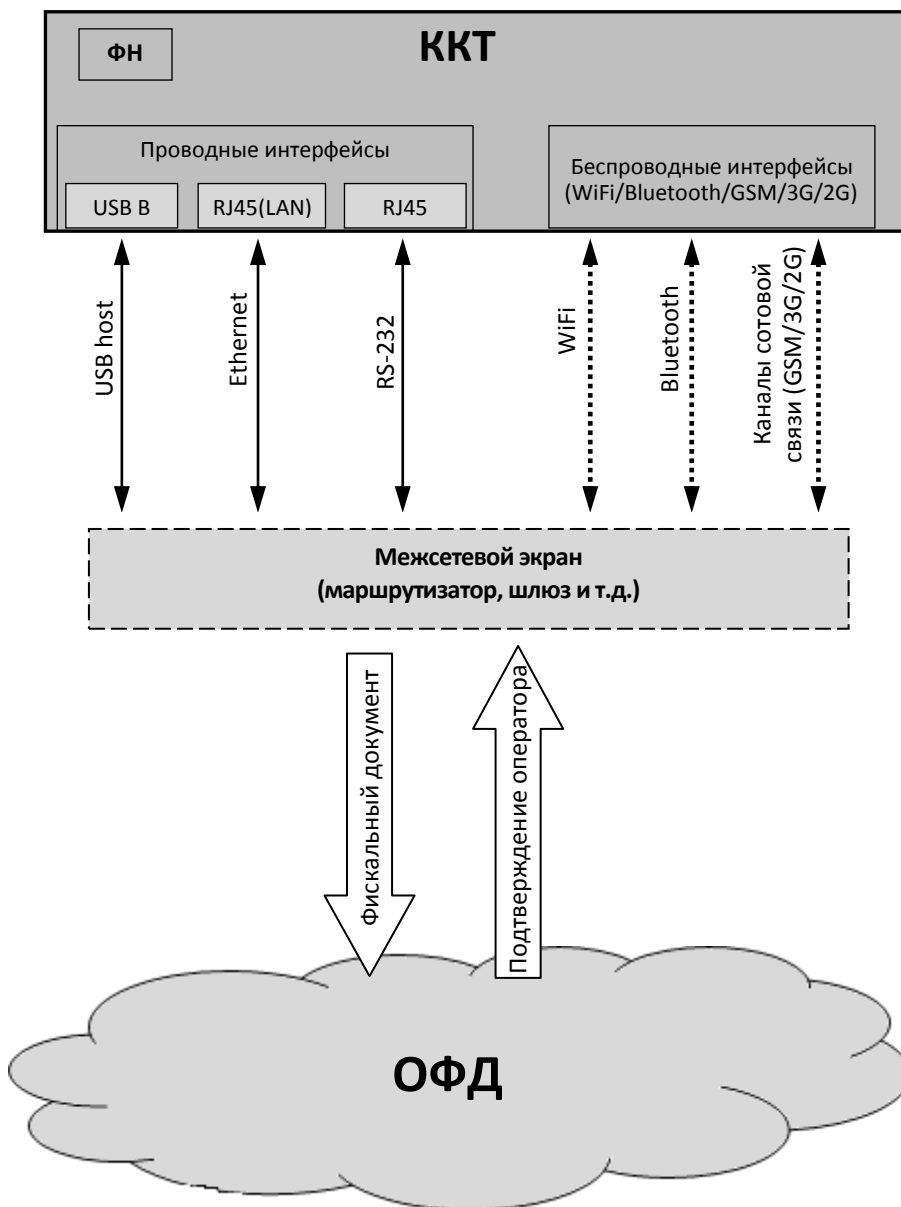 ФН
ККТ
Проводные интерфейсы
USB B
RJ45(LAN)
RJ45
Беспроводные интерфейсы
(WiFi/Bluetooth/GSM/3G/2G)
USB host
Ethernet
RS-232
WiFi
Bluetooth
Каналы сотовой
связи (GSM/3G/2G)
Межсетевой экран
(маршрутизатор, шлюз и т.д.)
Фискальный документ
Подтверждение оператора
ОФД